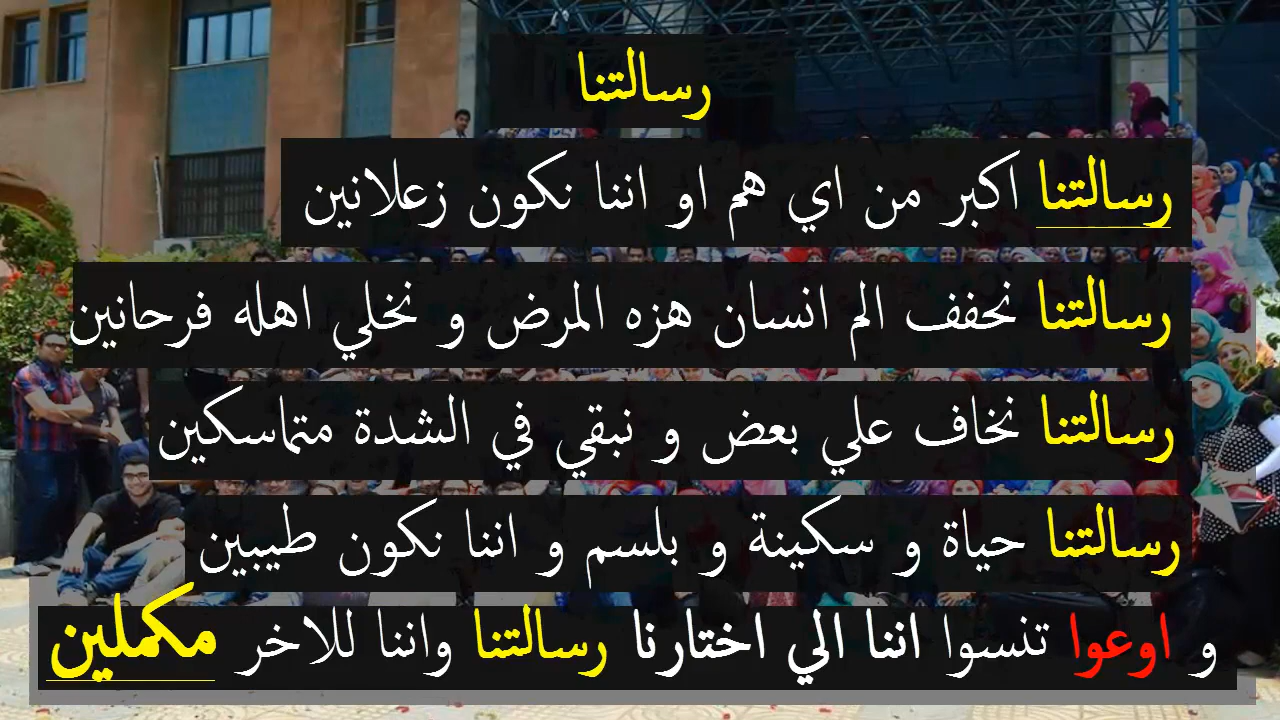 رسالتنا
رسالتنا اكبر من اي هم او اننا نكون زعلانين
رسالتنا نخفف الم انسان هزه المرض و نخلي اهله فرحانين
رسالتنا نخاف علي بعض و نبقي في الشدة متماسكين
رسالتنا حياة و سكينة و بلسم و اننا نكون طيبين
و اوعوا تنسوا اننا الي اختارنا رسالتنا واننا للاخر مكملين